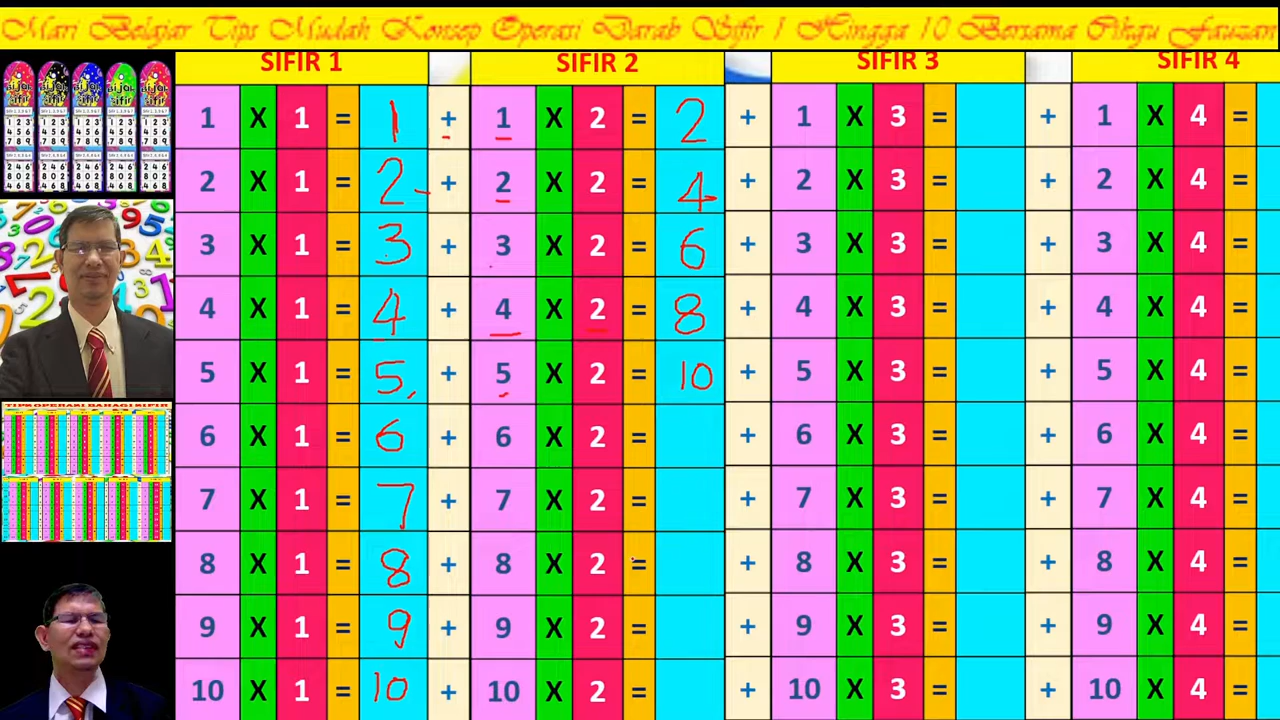 Mari Belajar Tips Mudah Konsep Operasi Darab Sifir 1 Hingga 10 Bersama Cikgu Fauzan
SIFIR 1 SIFIR 2 SIFIR 3 SIFIR 4
1 X 1 = 1 + 1 X 2 = 2 + 1 X 3 = + 1 X 4 =
2 X 1 = 2 + 2 X 2 = 4 + 2 X 3 = + 2 X 4 =
3 X 1 = 3 + 3 X 2 = 6 + 3 X 3 = + 3 X 4 =
4 X 1 = 4 + 4 X 2 = 8 + 4 X 3 = + 4 X 4 =
5 X 1 = 5 + 5 X 2 = 10 + 5 X 3 = + 5 X 4 =
6 X 1 = 6 + 6 X 2 = + 6 X 3 = + 6 X 4 =
7 X 1 = 7 + 7 X 2 = + 7 X 3 = + 7 X 4 =
8 X 1 = 8 + 8 X 2 = + 8 X 3 = + 8 X 4 =
9 X 1 = 9 + 9 X 2 = + 9 X 3 = + 9 X 4 =
10 X 1 = 10 + 10 X 2 = + 10 X 3 = + 10 X 4 =
TIPS OPERASI BAHAGI SIFIR